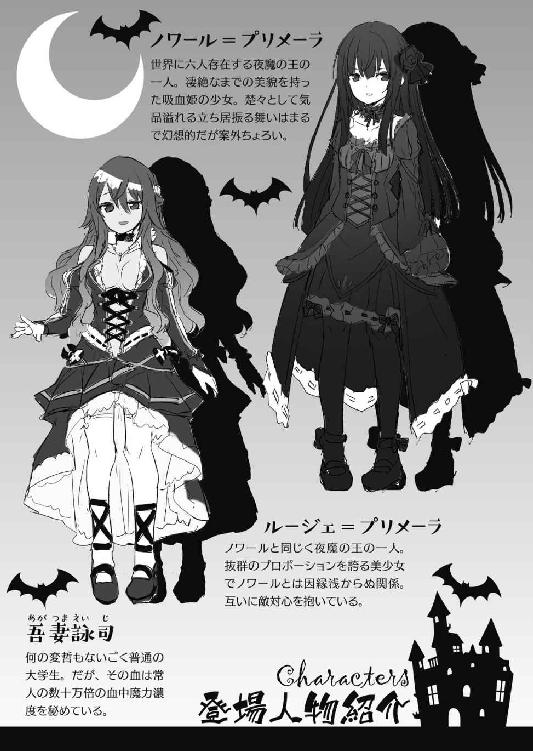 ノワール＝プリメーラ
世界に六人存在する夜魔の王の
一人。凄絶なまでの美貌を持っ
た吸血姫の少女。楚々として気
品溢れる立ち居振る舞いはまる
で幻想的だが案外ちょろい。
ルージェ＝プリメーラ
ノワールと同じく夜魔の王の一人。
抜群のプロポーションを誇る美少女
でノワールとは因縁浅からぬ関係。
互いに敵対心を抱いている。
あがつまえいじ
吾妻詠司
何の変哲もないごく普通の
大学生。だが、その血は常
人の数十万倍の血中魔力濃
度を秘めている。
Characters
登場人物紹介